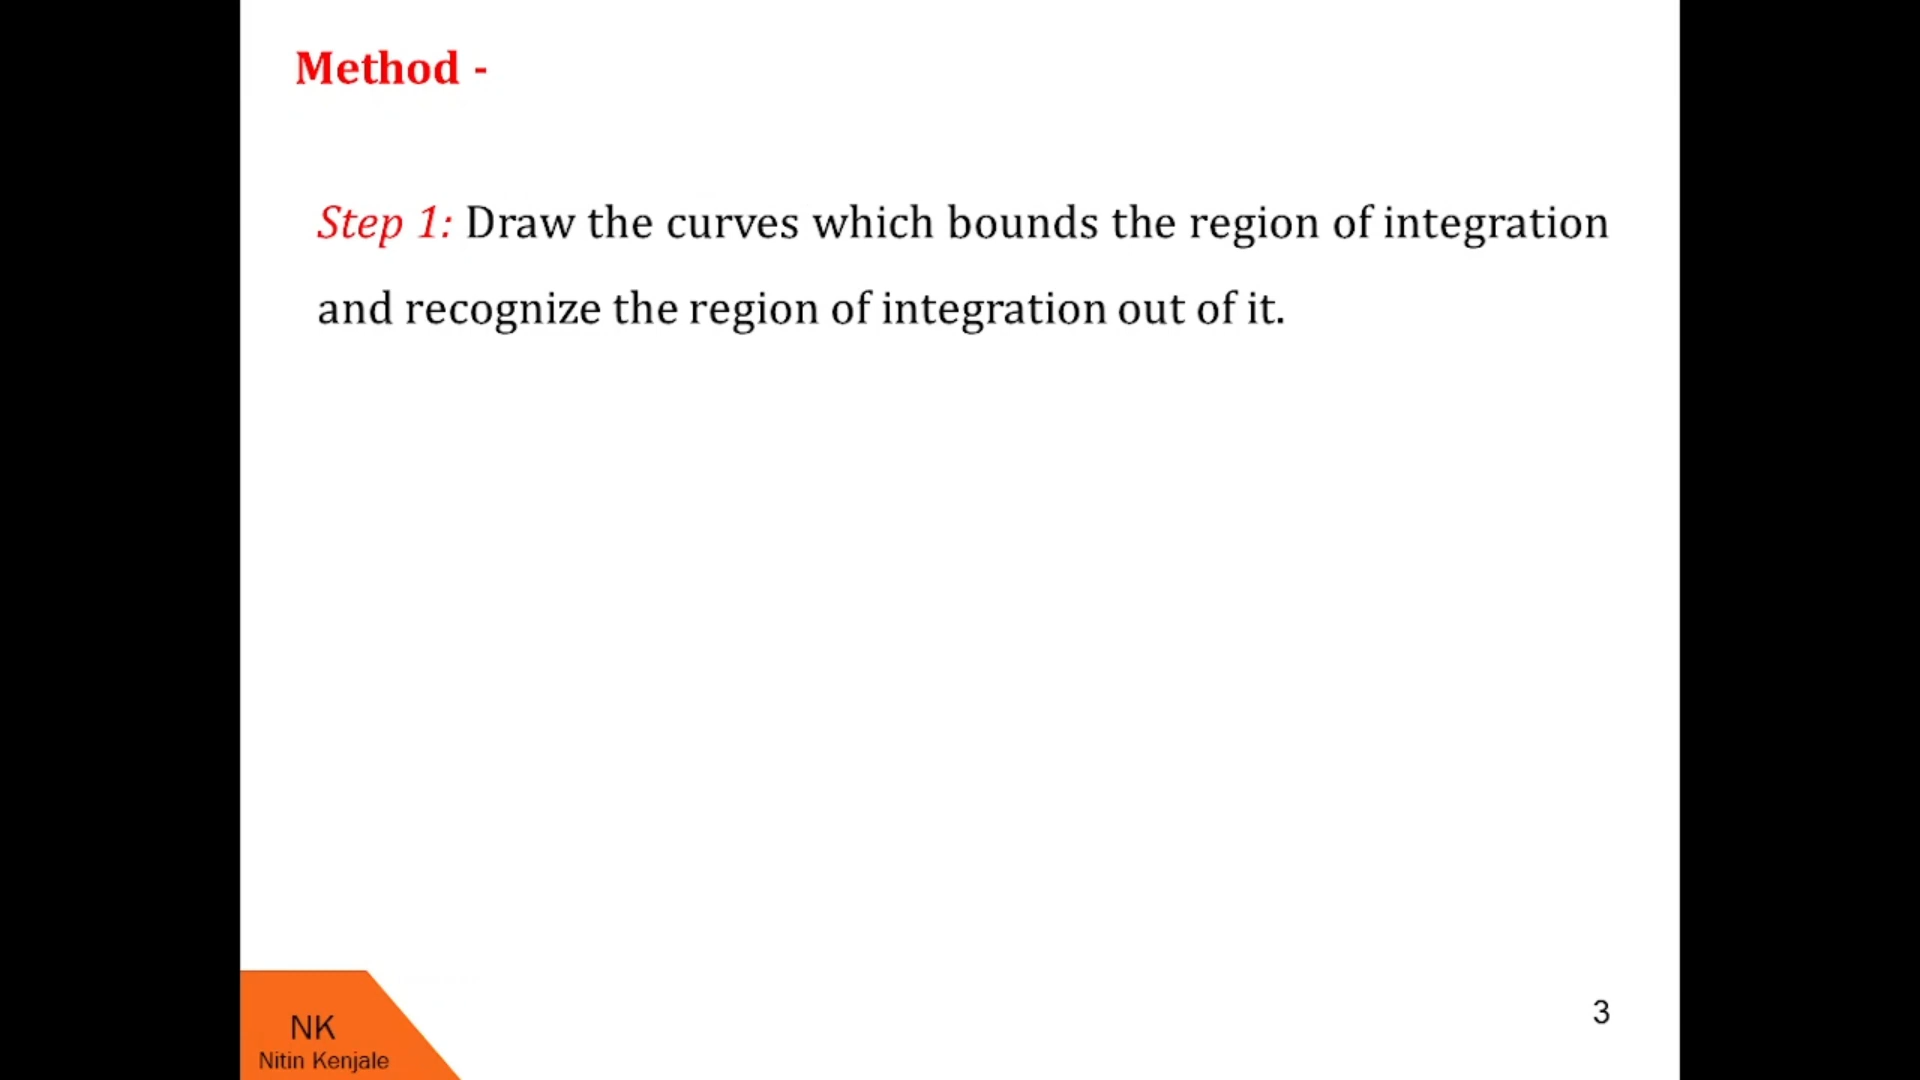 Method -
Step 1: Draw the curves which bounds the region of integration
and recognize the region of integration out of it.
NK
Nitin Kenjale
3